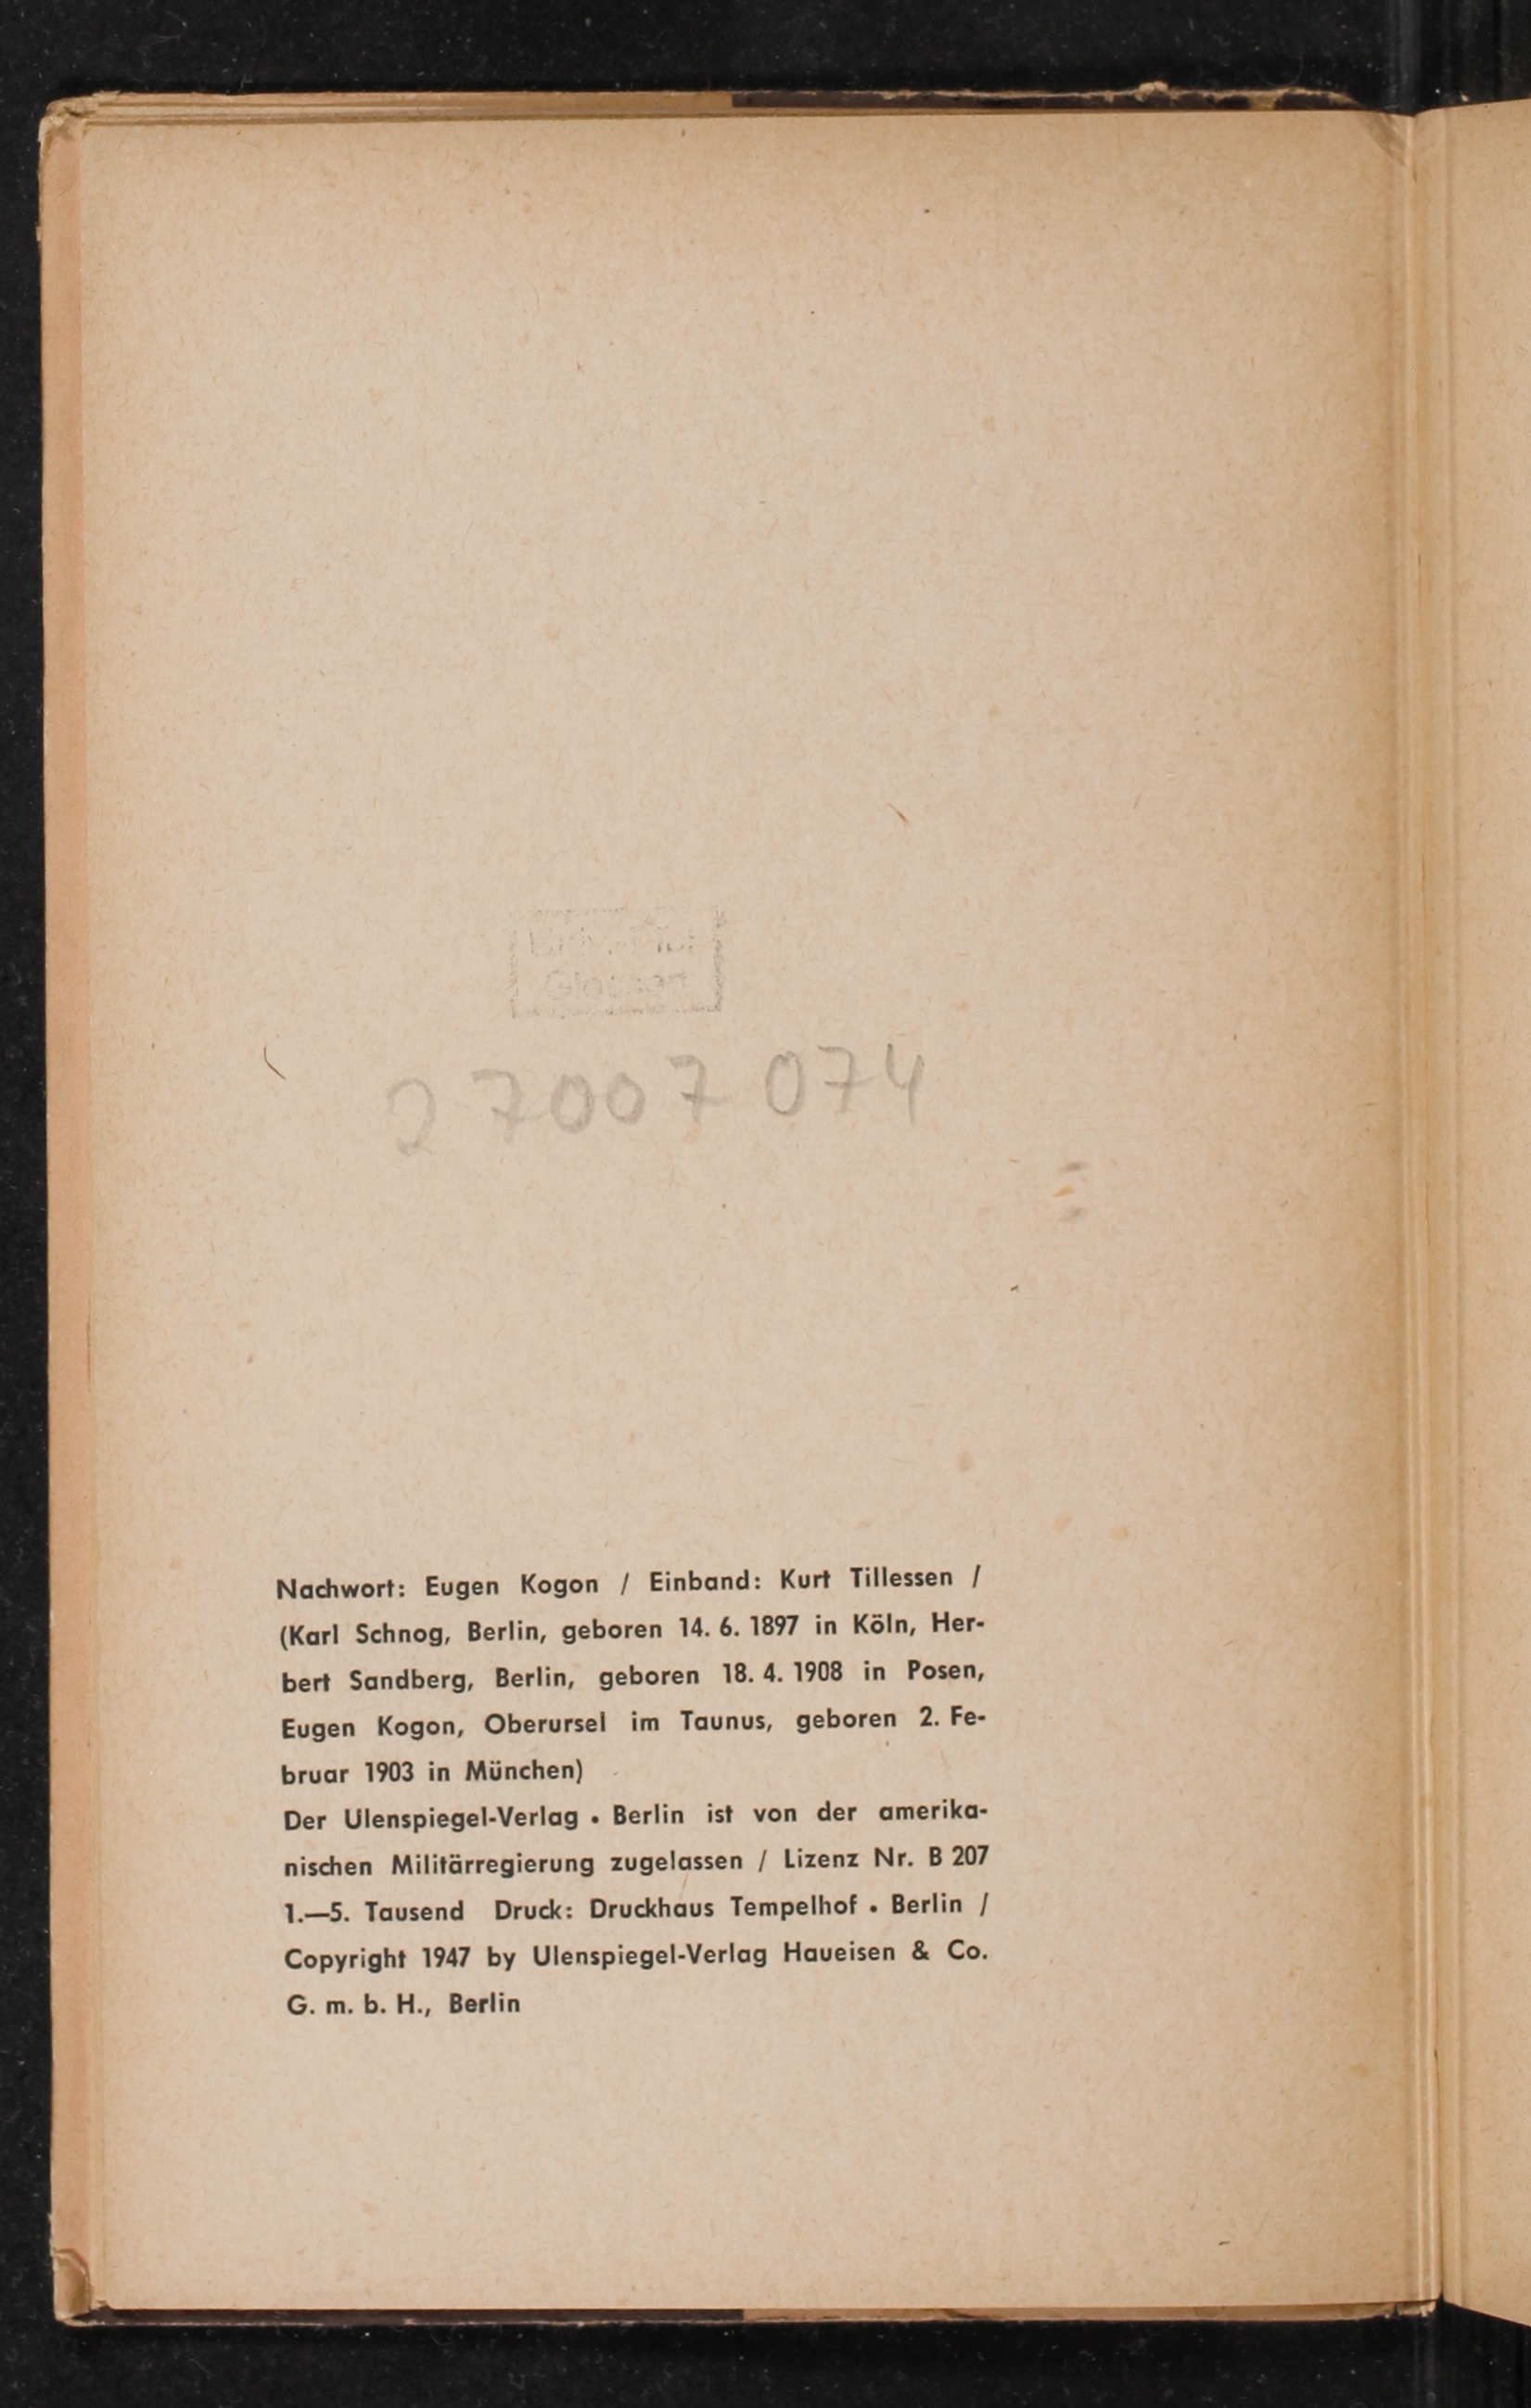 27007 074
Nachwort: Eugen Kogon / Einband: Kurt Tillessen /
(Karl Schnog, Berlin, geboren 14. 6. 1897 in Köln, Her-
bert Sandberg, Berlin, geboren 18. 4. 1908 in Posen,
Eugen Kogon, Oberursel im Taunus, geboren 2. Fe-
bruar 1903 in München)
Der Ulenspiegel-Verlag • Berlin ist von der amerika-
nischen Militärregierung zugelassen / Lizenz Nr. B 207
1.—5. Tausend Druck: Druckhaus Tempelhof • Berlin /
Copyright 1947 by Ulenspiegel-Verlag Haueisen & Co.
G. m. b. H., Berlin